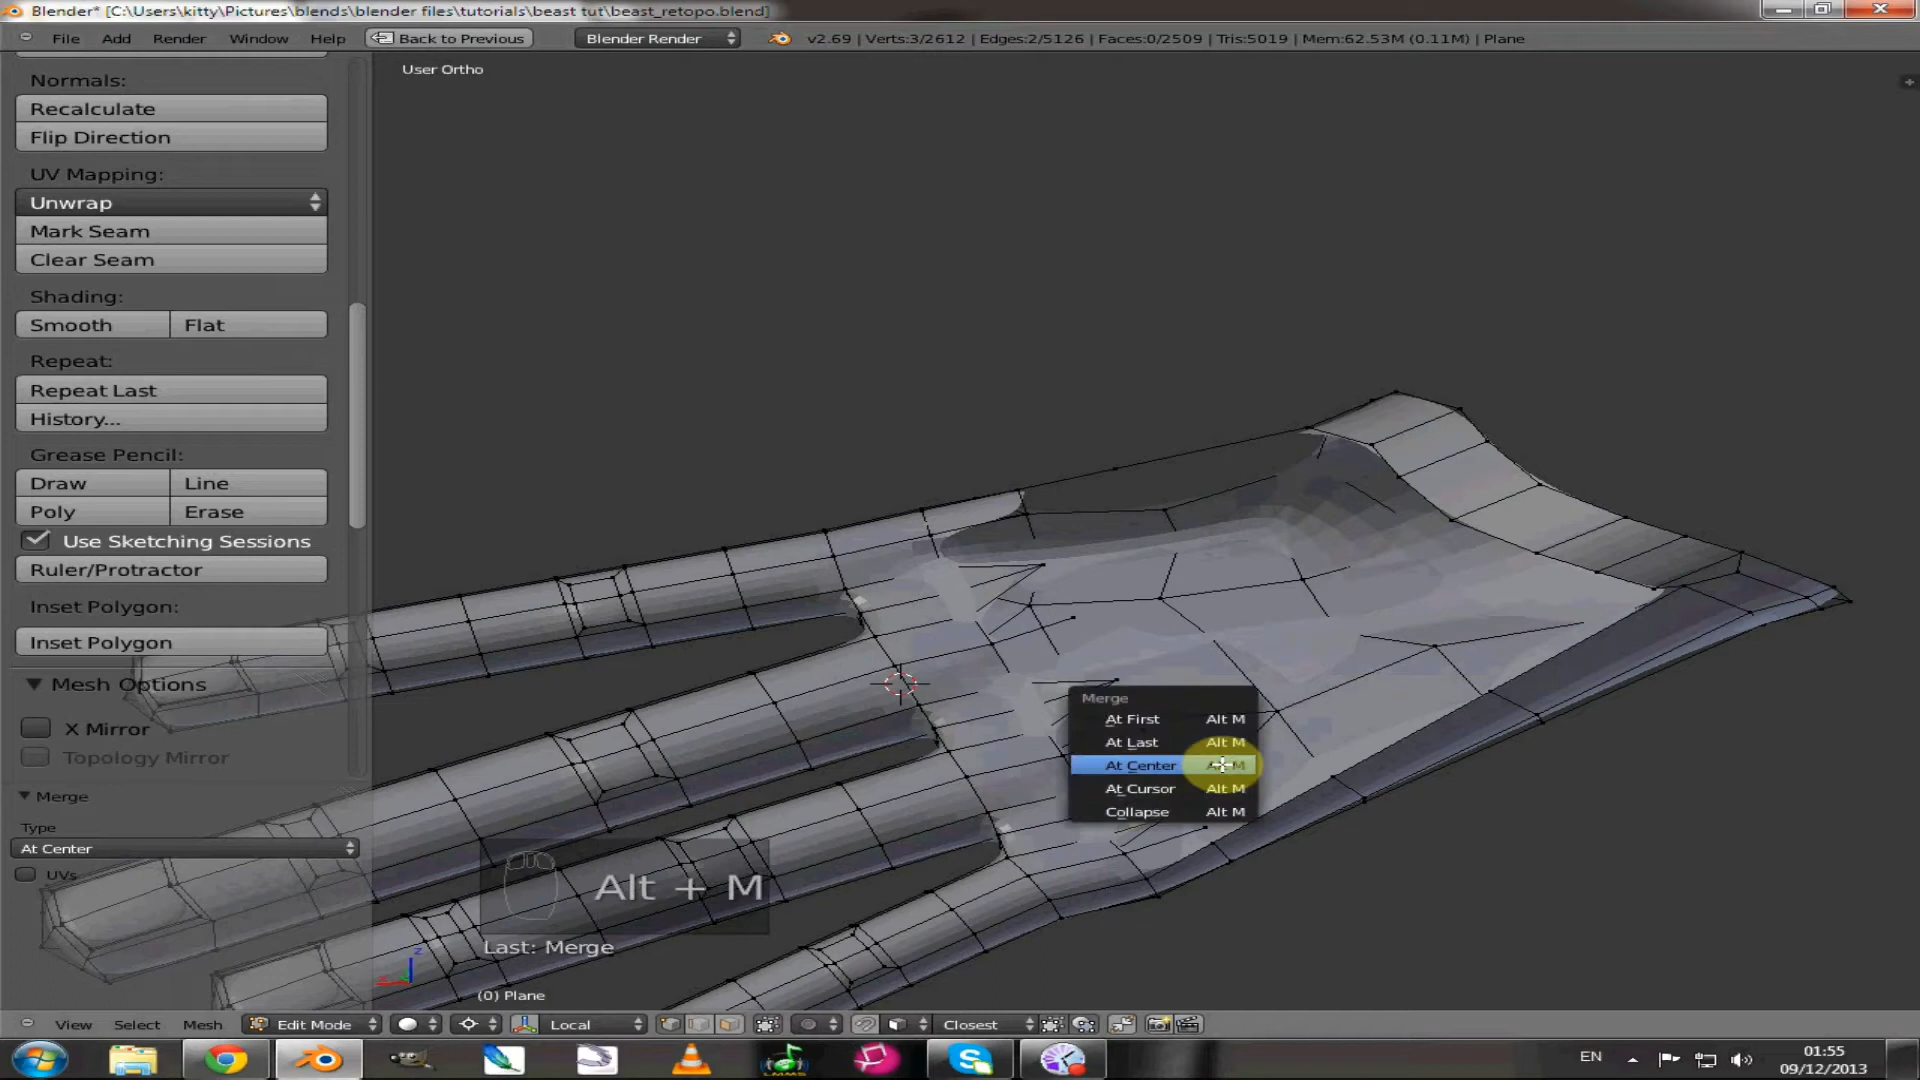 Blender* [C:\Users\kitty\Pictures\blends\blender files\tutorials\beast tut\beast_retopo.blend]
File Add Render Window Help Back to Previous Blender Render v2.69 | Verts:3/2612 | Edges:2/5126 | Faces:0/2509 | Tris:5019 | Mem:62.53M (0.11M) | Plane
User Ortho
Normals:
Recalculate
Flip Direction
UV Mapping:
Unwrap
Mark Seam
Clear Seam
Shading:
Smooth Flat
Repeat:
Repeat Last
History...
Grease Pencil:
Draw Line
Poly Erase
Use Sketching Sessions
Ruler/Protractor
Inset Polygon:
Inset Polygon
Mesh Options
X Mirror
Topology Mirror
Merge
Type
At Center
UVs
Merge
At First Alt M
At Last Alt M
At Center Alt M
At Cursor Alt M
Collapse Alt M
Alt + M
Last: Merge
(0) Plane
View Select Mesh Edit Mode Local Closest
EN
01:55
09/12/2013